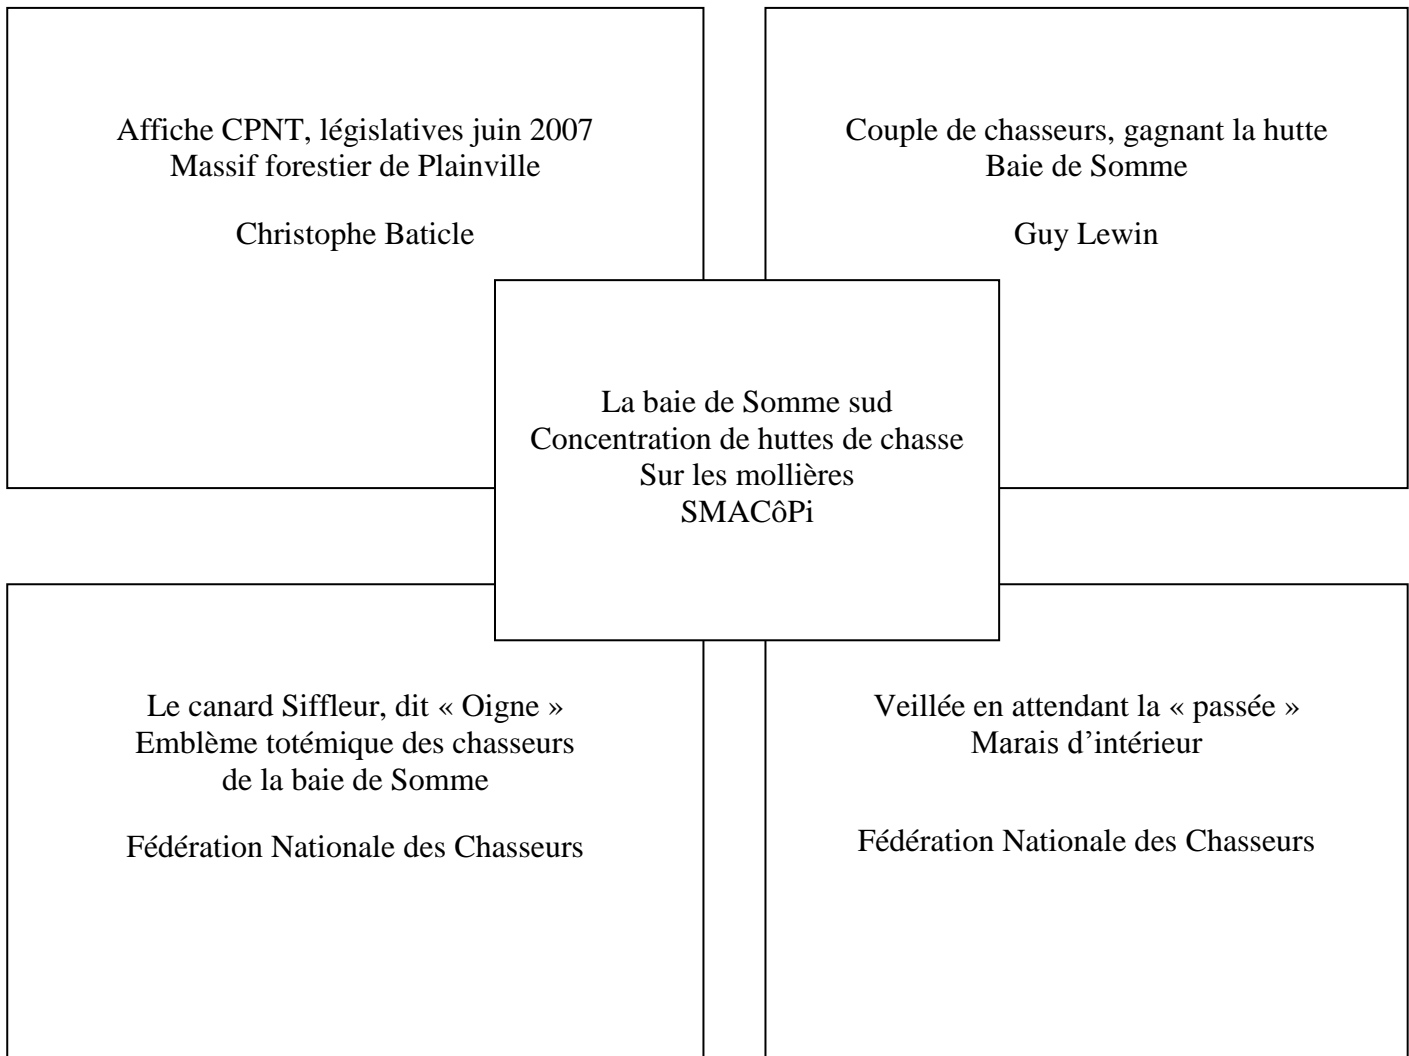 Affiche CPNT, législatives juin 2007
Massif forestier de Plainville
Christophe Baticle
Couple de chasseurs, gagnant la hutte
Baie de Somme
Guy Lewin
La baie de Somme sud
Concentration de huttes de chasse
Sur les mollières
SMACôPi
Le canard Siffleur, dit « Oigne »
Emblème totémique des chasseurs
de la baie de Somme
Fédération Nationale des Chasseurs
Veillée en attendant la « passée »
Marais d’intérieur
Fédération Nationale des Chasseurs